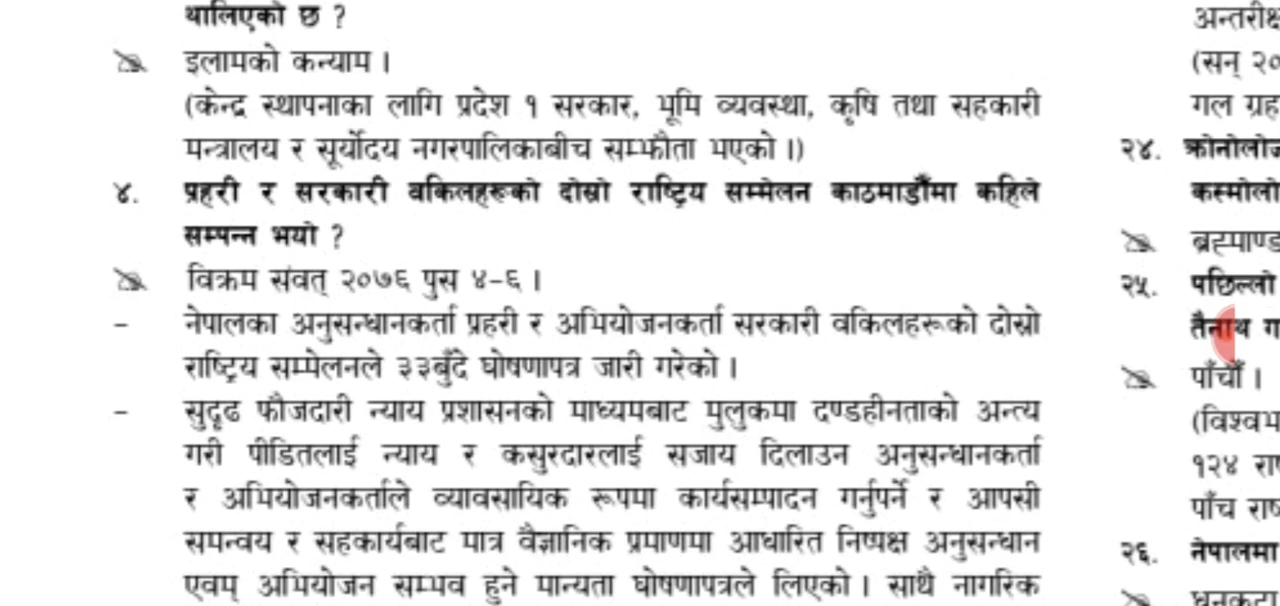 थालिएको छ ?
इलामको कन्याम ।
(केन्द्र स्थापनाका लागि प्रदेश १ सरकार, भूमि व्यवस्था, कृषि तथा सहकारी
मन्त्रालय र सूर्योदय नगरपालिकाबीच सम्झौता भएको ।)
४. प्रहरी र सरकारी वकिलहरूको दोस्रो राष्ट्रिय सम्मेलन काठमाडौँमा कहिले
सम्पन्न भयो ?
विक्रम संवत् २०७६ पुस ४-६ ।
– नेपालका अनुसन्धानकर्ता प्रहरी र अभियोजनकर्ता सरकारी वकिलहरूको दोस्रो
राष्ट्रिय सम्मेलनले ३३बुँदे घोषणापत्र जारी गरेको ।
– सुदृढ फौजदारी न्याय प्रशासनको माध्यमबाट मुलुकमा दण्डहीनताको अन्त्य
गरी पीडितलाई न्याय र कसुरदारलाई सजाय दिलाउन अनुसन्धानकर्ता
र अभियोजनकर्ताले व्यावसायिक रूपमा कार्यसम्पादन गर्नुपर्ने र आपसी
समन्वय र सहकार्यबाट मात्र वैज्ञानिक प्रमाणमा आधारित निष्पक्ष अनुसन्धान
एवम् अभियोजन सम्भव हुने मान्यता घोषणापत्रले लिएको । साथै नागरिक
अन्तरीक्ष
(सन् २०
गल ग्रह
२४. क्रोनोलोज
कस्मोलो
ब्रह्माण्ड
२५. पछिल्लो
तैनाथ ग
पाँचौँ ।
(विश्वभ
१२४ राष
पाँच राष
२६. नेपालमा
धनकुटा